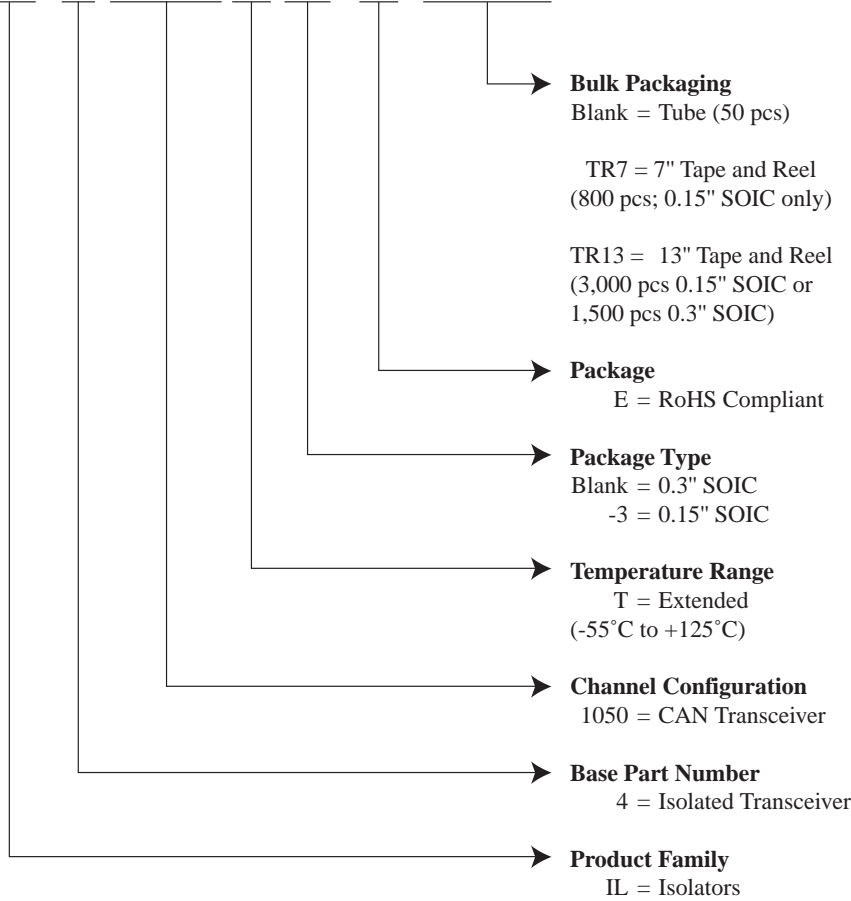 Bulk Packaging
Blank = Tube (50 pcs)
TR7 = 7" Tape and Reel
(800 pcs; 0.15" SOIC only)
TR13 = 13" Tape and Reel
(3,000 pcs 0.15" SOIC or
1,500 pcs 0.3" SOIC)
Package
E = RoHS Compliant
Package Type
Blank = 0.3" SOIC
-3 = 0.15" SOIC
Temperature Range
T = Extended
(-55˚C to +125˚C)
Channel Configuration
1050 = CAN Transceiver
Base Part Number
4 = Isolated Transceiver
Product Family
IL = Isolators